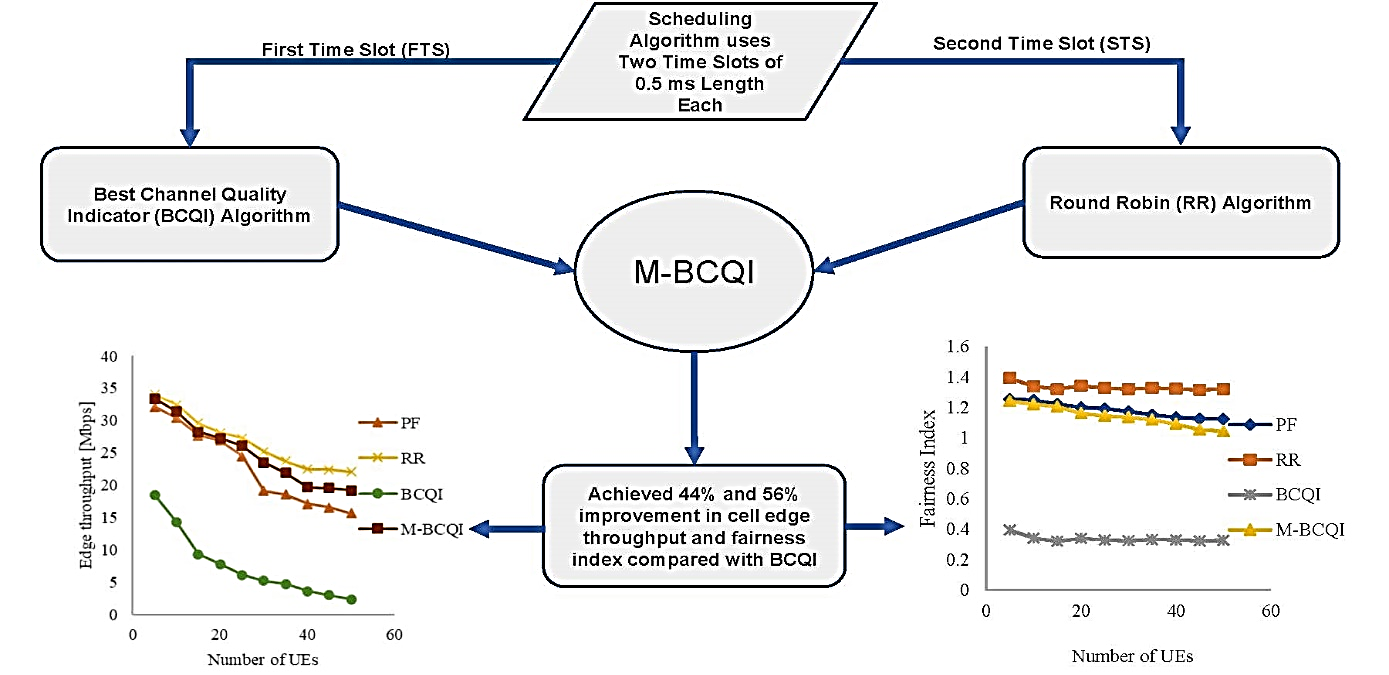 Scheduling
Algorithm uses
Two Time Slots of
0.5 ms Length
Each
First Time Slot (FTS)
Second Time Slot (STS)
Best Channel Quality
Indicator (BCQI) Algorithm
Round Robin (RR) Algorithm
M-BCQI
Achieved 44% and 56%
improvement in cell edge
throughput and fairness
index compared with BCQI
Edge throughput [Mbps]
40
35
30
25
20
15
10
5
0
0 20 40 60
Number of UEs
PF
RR
BCQI
M-BCQI
Fairness Index
1.6
1.4
1.2
1
0.8
0.6
0.4
0.2
0
0 20 40 60
Number of UEs
PF
RR
BCQI
M-BCQI